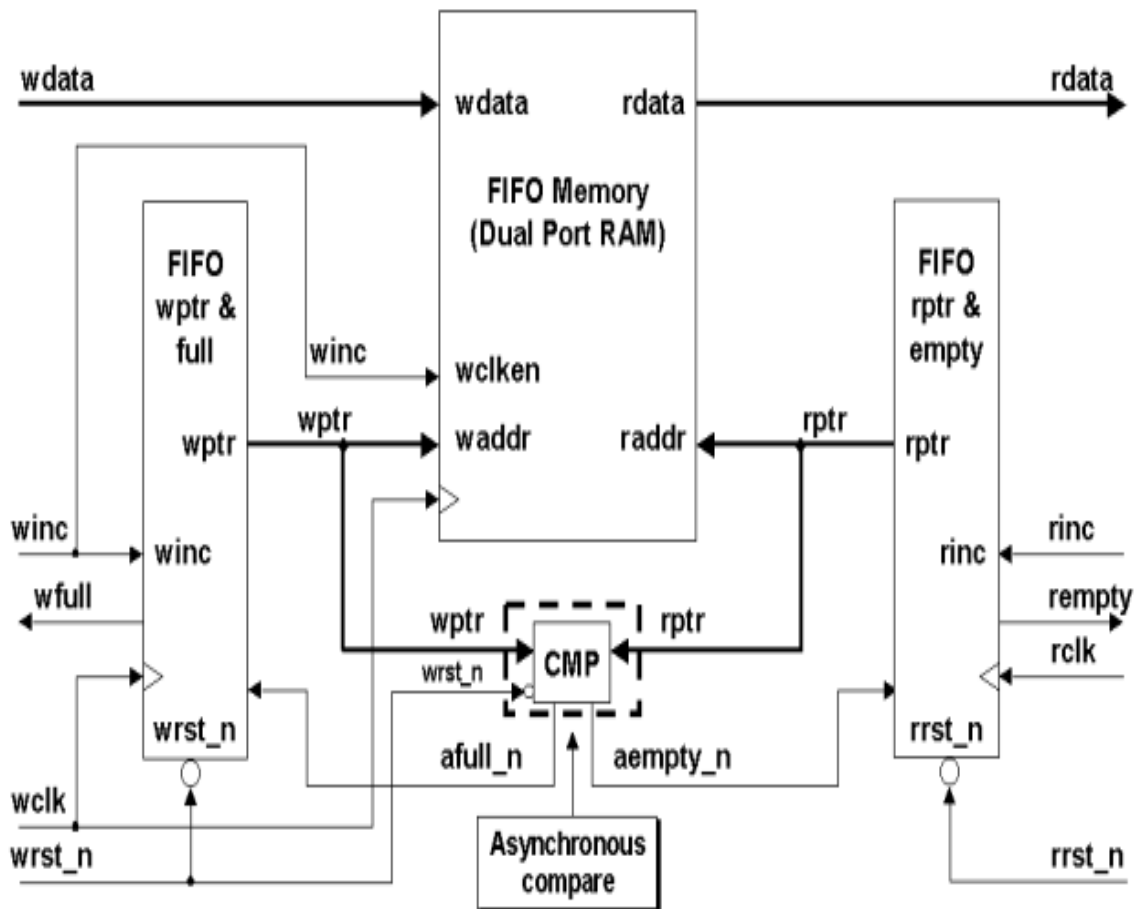 wdata
rdata
wdata
rdata
FIFO Memory
(Dual Port RAM)
FIFO
wptr &
full
FIFO
rptr &
empty
winc
wclken
wptr
wptr
waddr
raddr
rptr
rptr
winc
winc
rinc
rinc
wfull
rempty
wptr
rptr
CMP
rclk
wrst_n
wrst_n
rrst_n
afull_n
aempty_n
wclk
Asynchronous
compare
wrst_n
rrst_n